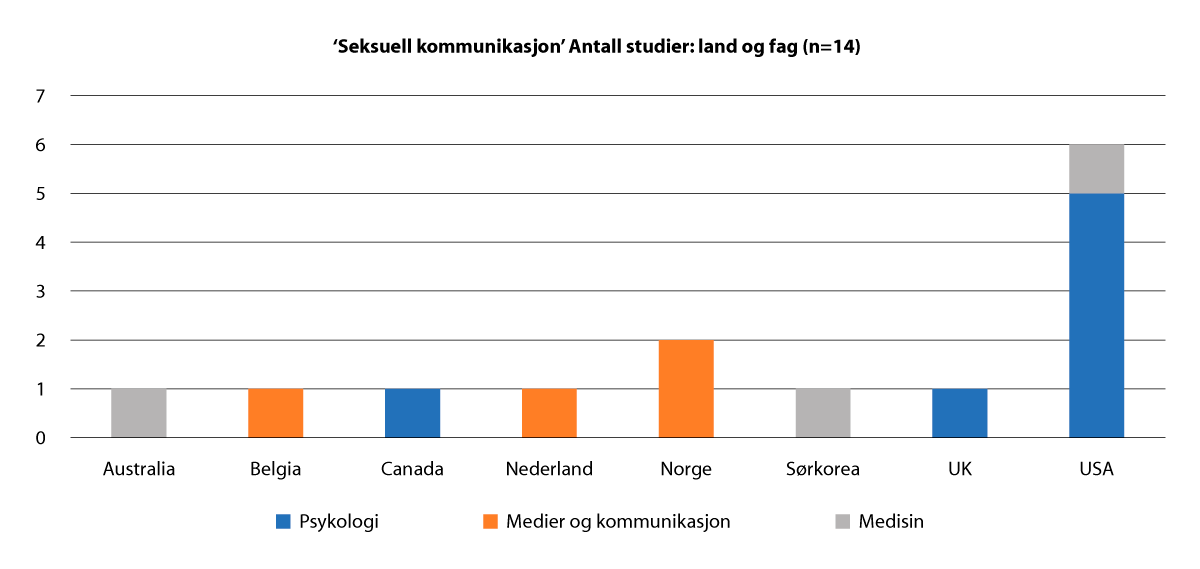 ‘Seksuell kommunikasjon’ Antall studier: land og fag (n=14)
7
6
5
4
3
2
1
0
Australia Belgia Canada Nederland Norge Sørkorea UK USA
Psykologi Medier og kommunikasjon Medisin